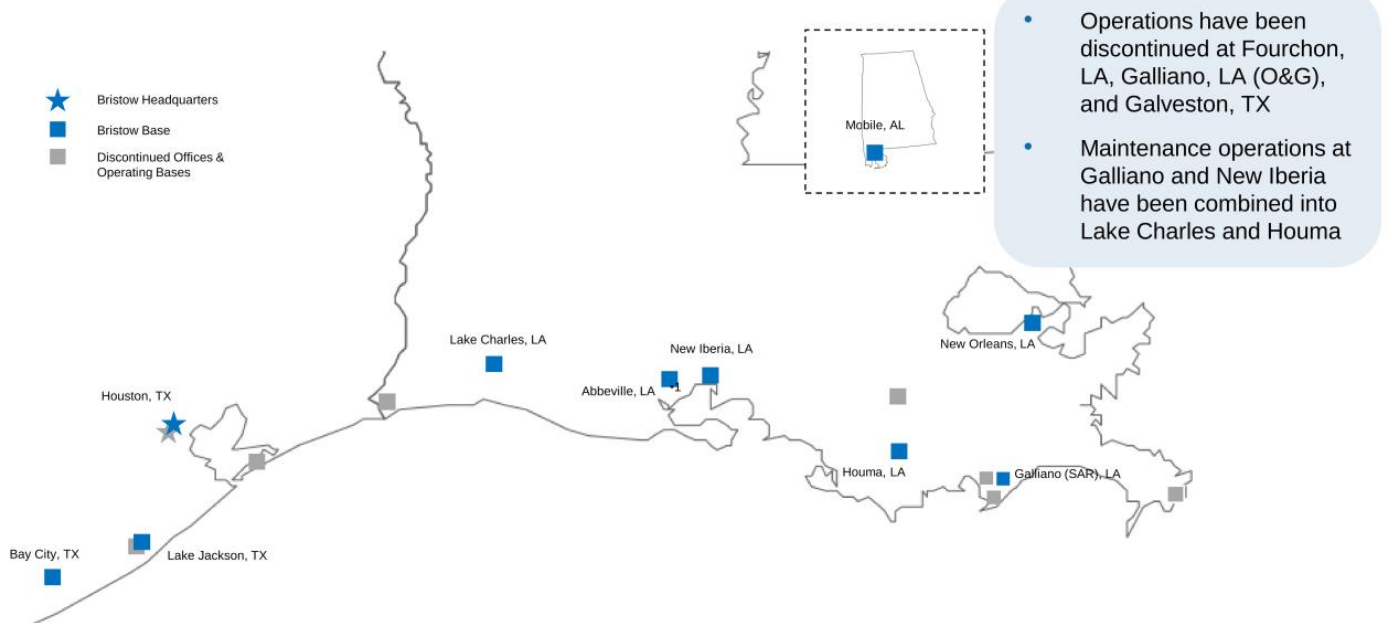 • Operations have been
discontinued at Fourchon,
LA, Galliano, LA (O&G),
and Galveston, TX
• Maintenance operations at
Galliano and New Iberia
have been combined into
Lake Charles and Houma
Bristow Headquarters
Bristow Base
Discontinued Offices &
Operating Bases
Mobile, AL
Lake Charles, LA
New Iberia, LA
New Orleans, LA
Abbeville, LA
1
Houston, TX
Houma, LA
Galliano (SAR), LA
Bay City, TX
Lake Jackson, TX